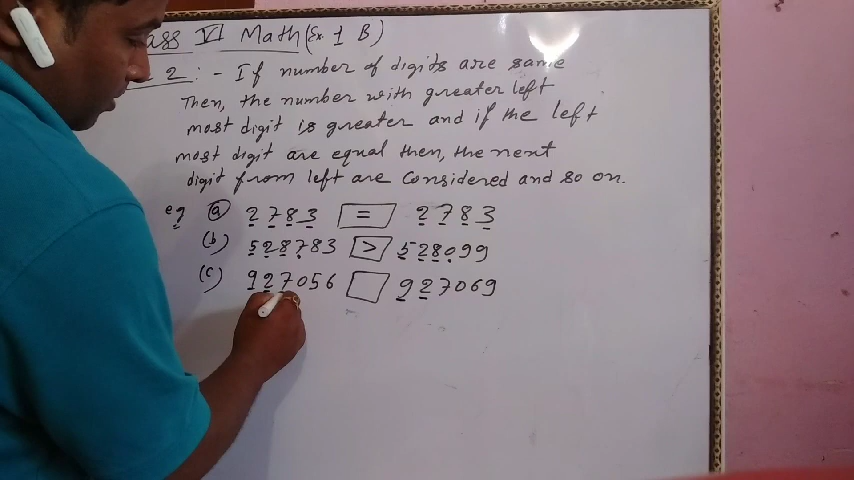 ass VI Math (Ex 1 B)
2 : - If number of digits are same
Then, the number with greater left
most digit is greater and if the left
most digit are equal then, the next
digit from left are considered and so on.
eg (a) 2783 = 2783
(b) 528783 > 528099
(c) 927056 927069